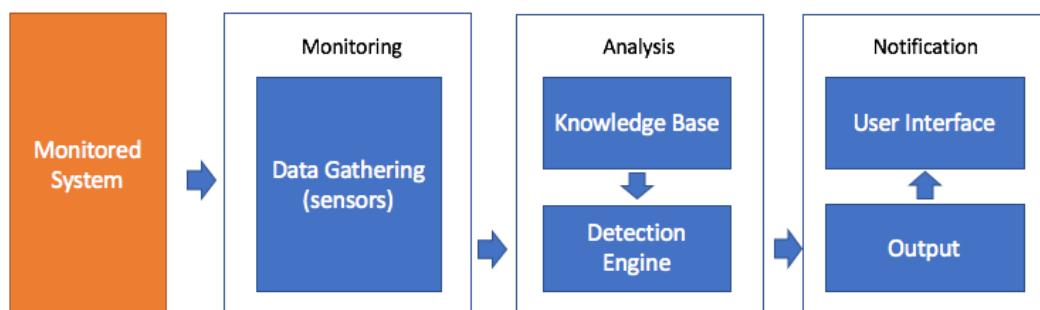 Monitored
System
Monitoring
Data Gathering
(sensors)
Analysis
Knowledge Base
Detection
Engine
Notification
User Interface
Output